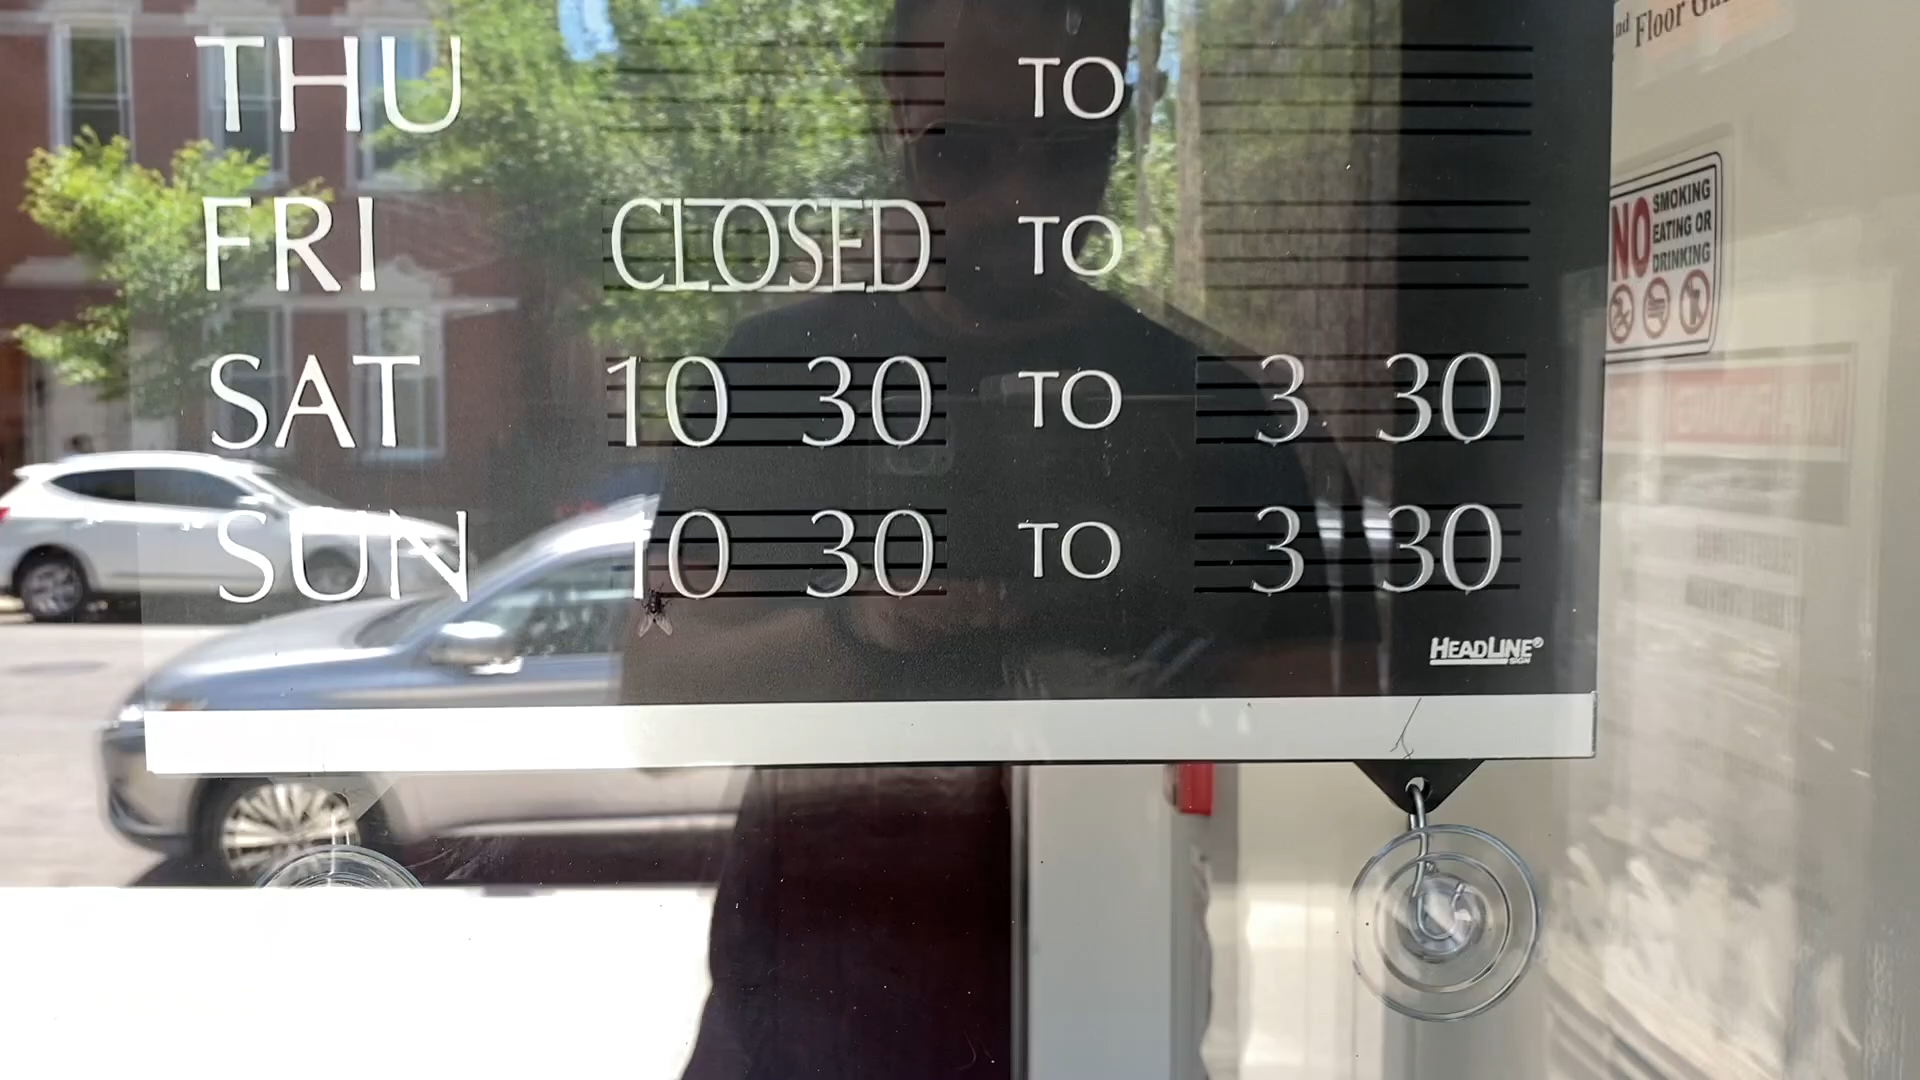 THU TO
FRI CLOSED TO
SAT 10 30 TO 3 30
SUN 10 30 TO 3 30
HEADLINE®
SIGN
Floor
NO SMOKING
EATING OR
DRINKING